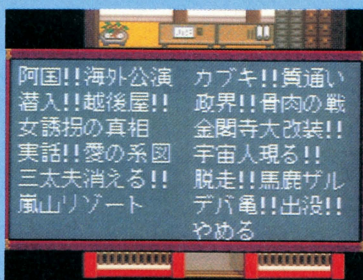 阿国!!海外公演
潜入!!越後屋!!
女誘拐の真相
実話!!愛の系図
三太夫消える!!
嵐山リゾート
カブキ!!質通い
政界!!骨肉の戦
金閣寺大改装!!
宇宙人現る!!
脱走!!馬鹿ザル
デバ亀!!出没!!
やめる